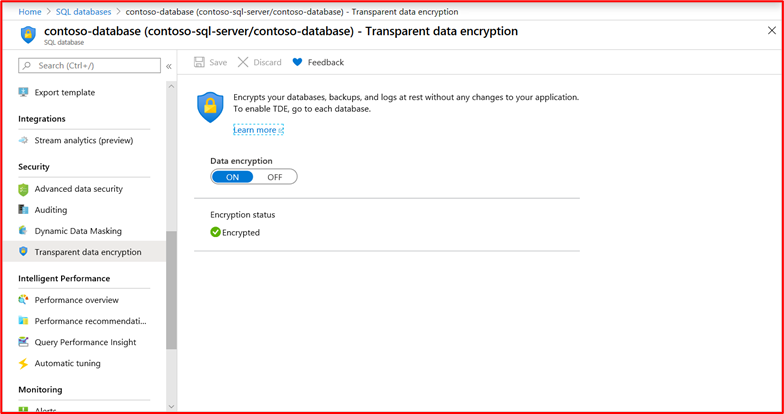 Home > SQL databases > contoso-database (contoso-sql-server/contoso-database) - Transparent data encryption
contoso-database (contoso-sql-server/contoso-database) - Transparent data encryption
SQL database
Search (Ctrl+/)
«
Export template
Integrations
Stream analytics (preview)
Security
Advanced data security
Auditing
Dynamic Data Masking
Transparent data encryption
Intelligent Performance
Performance overview
Performance recommendati...
Query Performance Insight
Automatic tuning
Monitoring
Alerts
Save Discard Feedback
Encrypts your databases, backups, and logs at rest without any changes to your application.
To enable TDE, go to each database.
Learn more
Data encryption
ON OFF
Encryption status
Encrypted